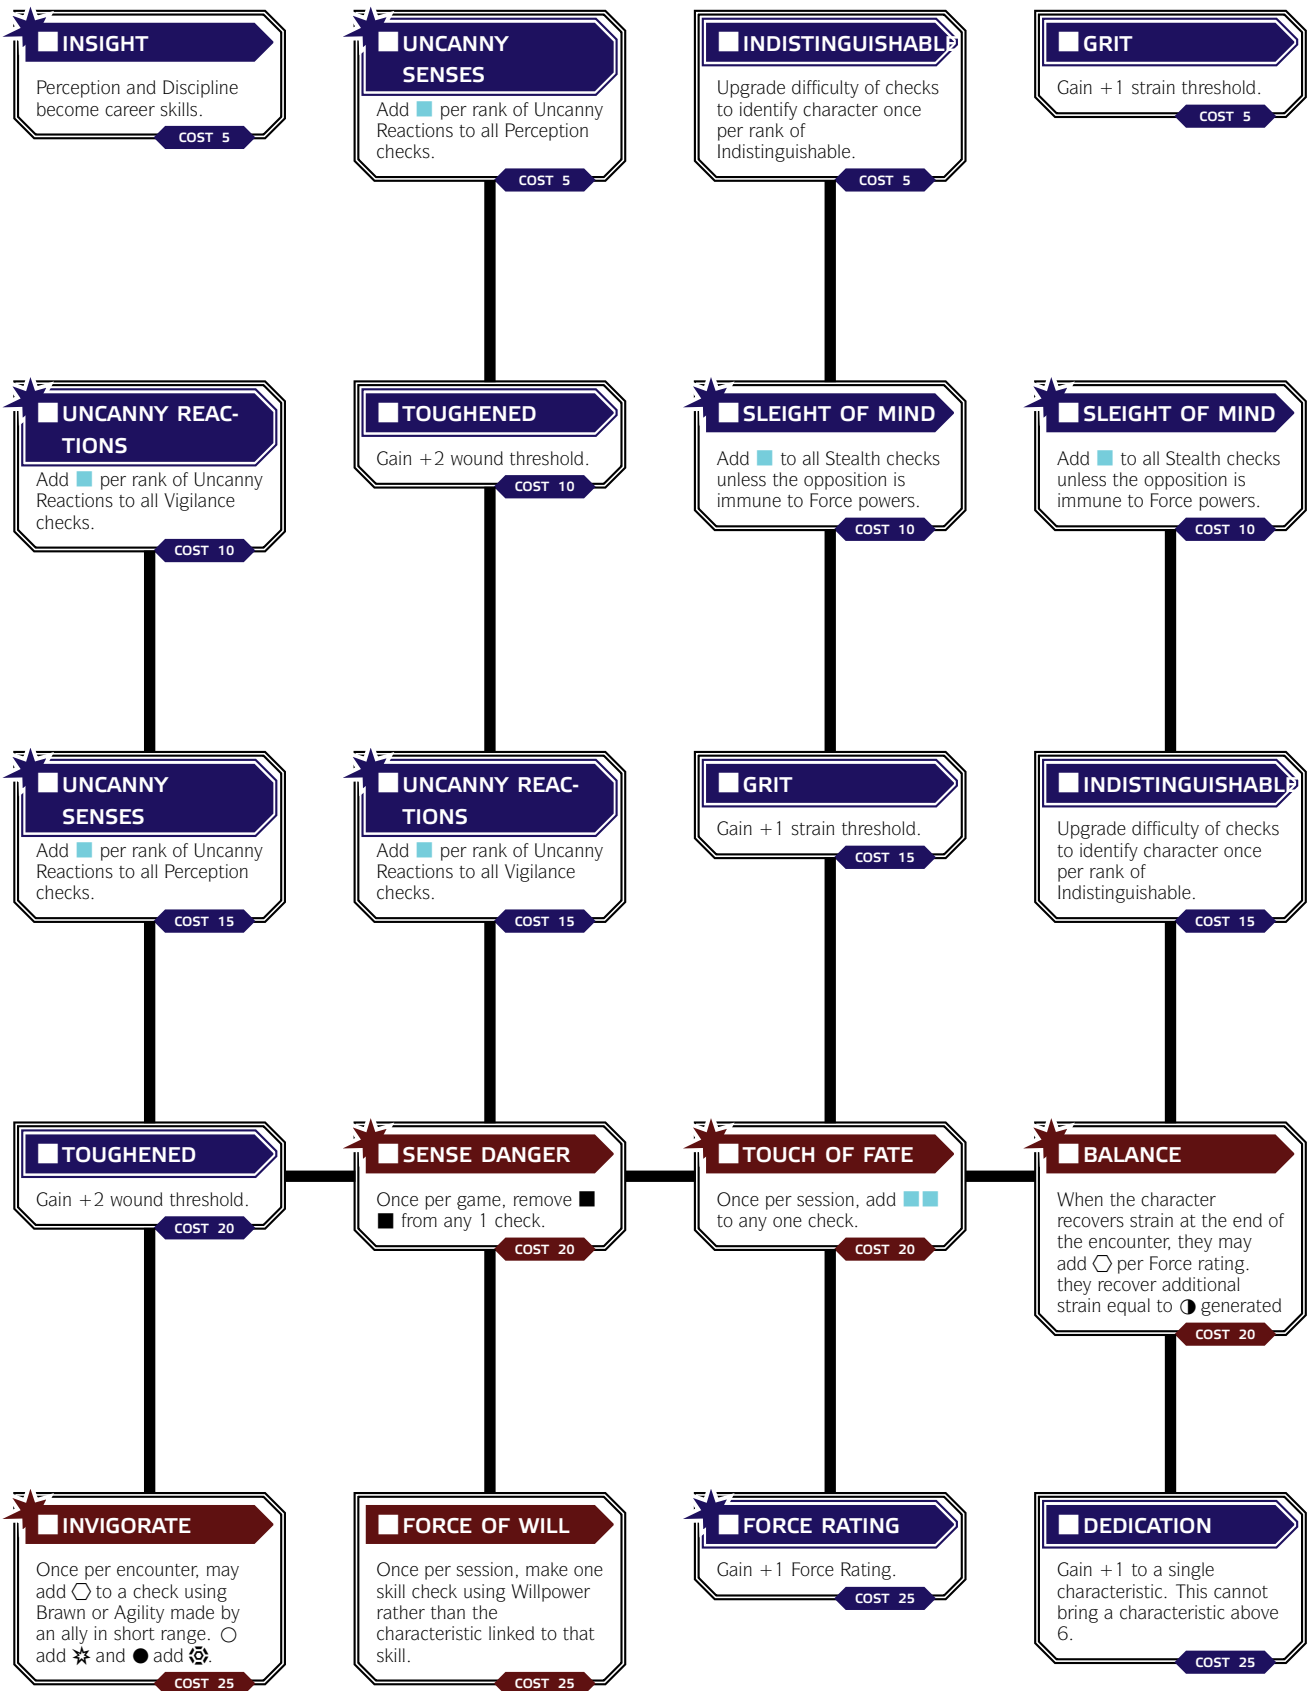 INSIGHT
Perception and Discipline
become career skills.
COST 5
UNCANNY
SENSES
Add per rank of Uncanny
Reactions to all Perception
checks.
COST 5
INDISTINGUISHABLE
Upgrade difficulty of checks
to identify character once
per rank of
Indistinguishable.
COST 5
GRIT
Gain +1 strain threshold.
COST 5
UNCANNY REAC-
TIONS
Add per rank of Uncanny
Reactions to all Vigilance
checks.
COST 10
TOUGHENED
Gain +2 wound threshold.
COST 10
SLEIGHT OF MIND
Add to all Stealth checks
unless the opposition is
immune to Force powers.
COST 10
SLEIGHT OF MIND
Add to all Stealth checks
unless the opposition is
immune to Force powers.
COST 10
UNCANNY
SENSES
Add per rank of Uncanny
Reactions to all Perception
checks.
COST 15
UNCANNY REAC-
TIONS
Add per rank of Uncanny
Reactions to all Vigilance
checks.
COST 15
GRIT
Gain +1 strain threshold.
COST 15
INDISTINGUISHABLE
Upgrade difficulty of checks
to identify character once
per rank of
Indistinguishable.
COST 15
TOUGHENED
Gain +2 wound threshold.
COST 20
SENSE DANGER
Once per game, remove
from any 1 check.
COST 20
TOUCH OF FATE
Once per session, add
to any one check.
COST 20
BALANCE
When the character
recovers strain at the end of
the encounter, they may
add per Force rating.
they recover additional
strain equal to generated
COST 20
INVIGORATE
Once per encounter, may
add to a check using
Brawn or Agility made by
an ally in short range.
add and add .
COST 25
FORCE OF WILL
Once per session, make one
skill check using Willpower
rather than the
characteristic linked to that
skill.
COST 25
FORCE RATING
Gain +1 Force Rating.
COST 25
DEDICATION
Gain +1 to a single
characteristic. This cannot
bring a characteristic above
6.
COST 25